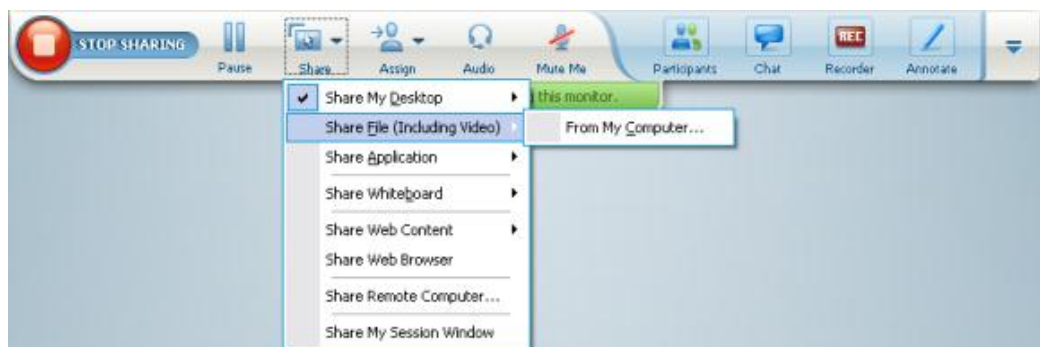 STOP SHARING
Pause
Share
Assign
Audio
Mute Me
Participants
Chat
REC
Recorder
Annotate
Share My Desktop
this monitor.
Share File (Including Video)
From My Computer...
Share Application
Share Whiteboard
Share Web Content
Share Web Browser
Share Remote Computer...
Share My Session Window